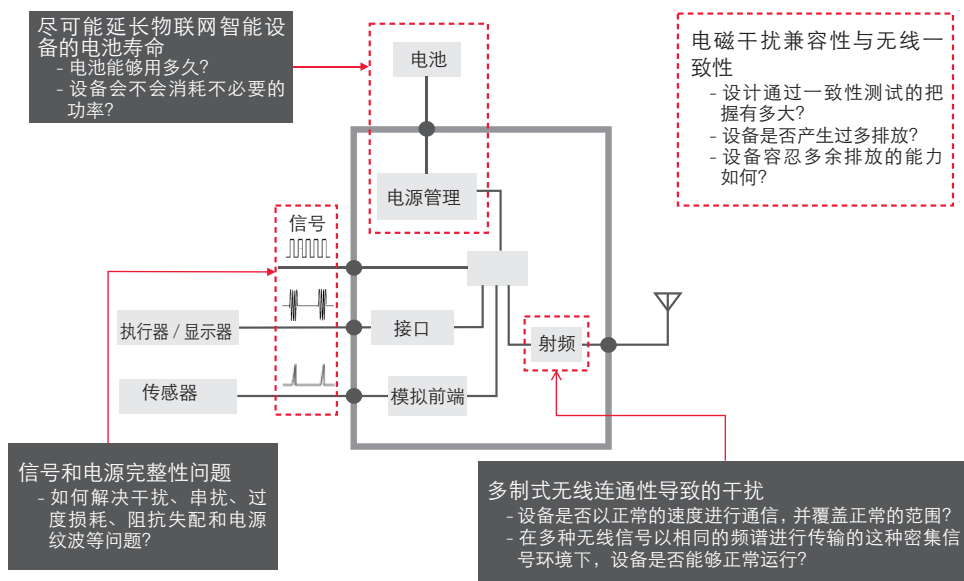 尽可能延长物联网智能设
备的电池寿命
- 电池能够用多久?
- 设备会不会消耗不必要的
功率?
电池
电磁干扰兼容性与无线一
致性
- 设计通过一致性测试的把
握有多大?
- 设备是否产生过多排放?
- 设备容忍多余排放的能力
如何?
电源管理
信号
执行器 / 显示器
接口
射频
传感器
模拟前端
信号和电源完整性问题
- 如何解决干扰、串扰、过
度损耗、阻抗失配和电源
纹波等问题?
多制式无线连通性导致的干扰
- 设备是否以正常的速度进行通信, 并覆盖正常的范围?
- 在多种无线信号以相同的频谱进行传输的这种密集信
号环境下，设备是否能够正常运行?